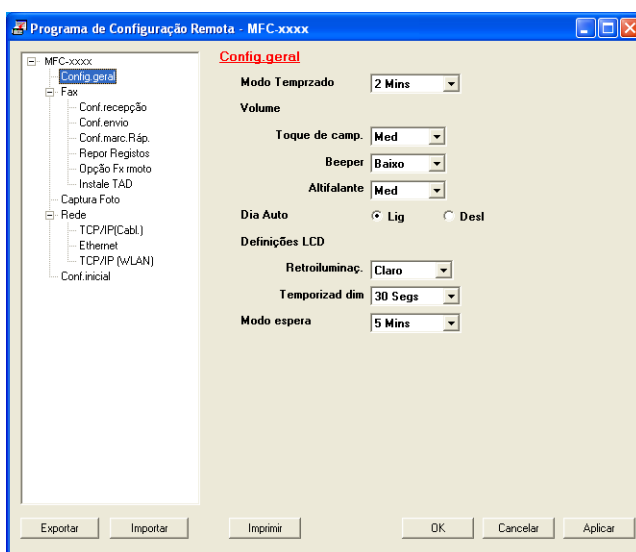 Programa de Configuração Remota - MFC-xxxx
MFC-xxxx
Config.geral
Fax
Conf.recepção
Conf.envio
Conf.marc.Ráp.
Repor Registos
Opção Fx rmoto
Instale TAD
Captura Foto
Rede
TCP/IP(Cabl.)
Ethernet
TCP/IP (WLAN)
Conf.inicial
Config.geral
Modo Temprzado 2 Mins
Volume
Toque de camp. Med
Beeper Baixo
Altifalante Med
Dia Auto Lig Desl
Definições LCD
Retroiluminaç. Claro
Temporizad dim 30 Segs
Modo espera 5 Mins
Exportar Importar Imprimir OK Cancelar Aplicar